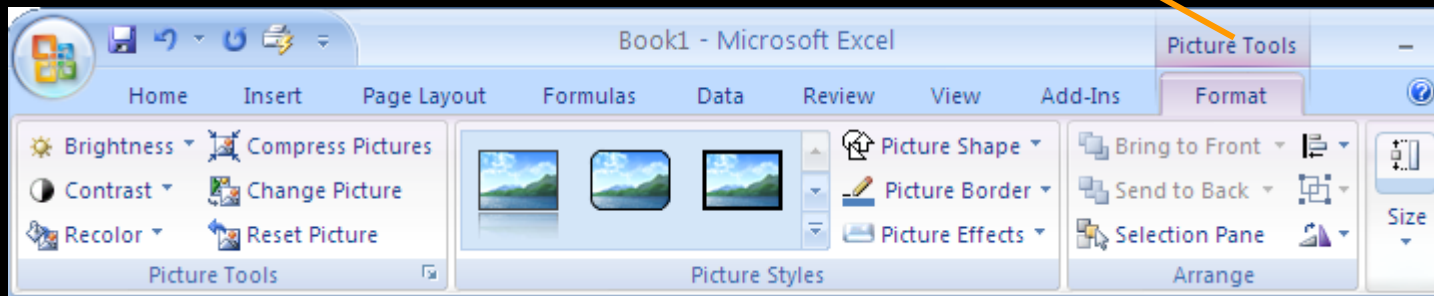 Book1 - Microsoft Excel Picture Tools
Home Insert Page Layout Formulas Data Review View Add-Ins Format
Brightness Compress Pictures Picture Shape Bring to Front
Contrast Change Picture Picture Border Send to Back
Recolor Reset Picture Picture Effects Selection Pane Size
Picture Tools Picture Styles Arrange